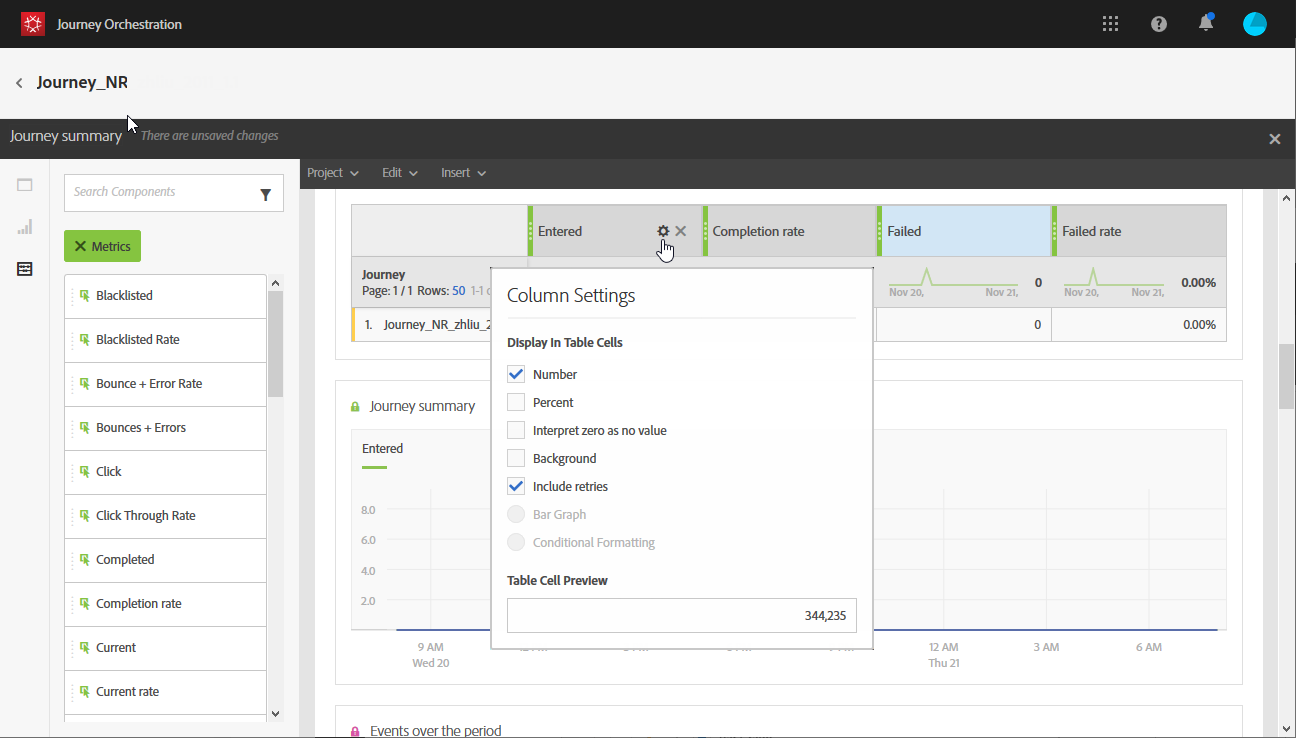 Journey Orchestration
Journey_NR
Journey summary
There are unsaved changes
Project Edit Insert
Search Components
Metrics
Blacklisted
Blacklisted Rate
Bounce + Error Rate
Bounces + Errors
Click
Click Through Rate
Completed
Completion rate
Current
Current rate
Entered Completion rate Failed Failed rate
Journey
Page: 1 / 1 Rows: 50 1-1
Nov 20, Nov 21, 0
Nov 20, Nov 21, 0.00%
1. Journey_NR_zhliu_2
0 0.00%
Column Settings
Display In Table Cells
Number
Percent
Interpret zero as no value
Background
Include retries
Bar Graph
Conditional Formatting
Table Cell Preview
344,235
Journey summary
Entered
8.0
6.0
4.0
2.0
9 AM 12 AM 3 AM 6 AM
Wed 20 Thu 21
Events over the period